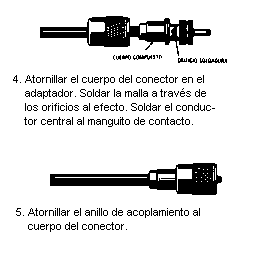 CUERPO COMPUESTO
ORIFICIO SOLDADURA
4. Atornillar el cuerpo del conector en el
adaptador. Soldar la malla a través de
los orificios al efecto. Soldar el conduc-
tor central al manguito de contacto.
5. Atornillar el anillo de acoplamiento al
cuerpo del conector.